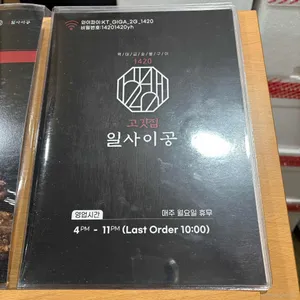 와이파이:KT_GIGA_2G_1420
비밀번호:14201420yh
1420
고깃집
일사이공
영업시간
매주 월요일 휴무
4PM - 11PM (Last Order 10:00)